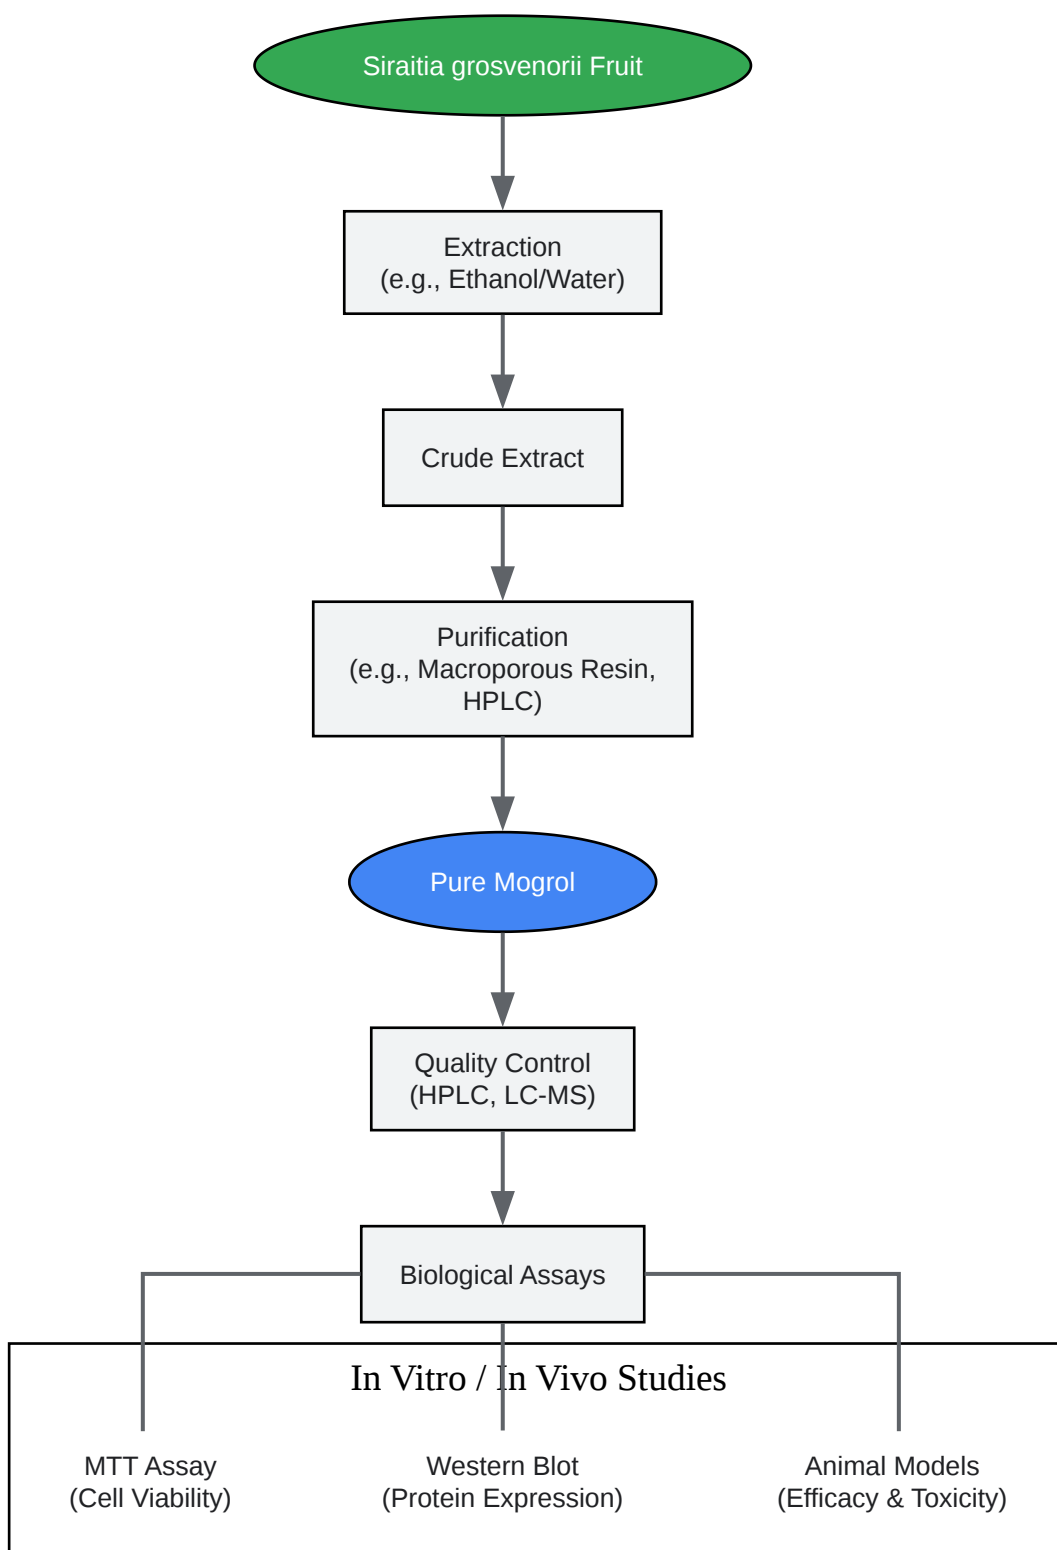 Siraitia grosvenorii Fruit
Extraction
(e.g., Ethanol/Water)
Crude Extract
Purification
(e.g., Macroporous Resin,
HPLC)
Pure Mogrol
Quality Control
(HPLC, LC-MS)
Biological Assays
In Vitro / In Vivo Studies
MTT Assay
(Cell Viability)
Western Blot
(Protein Expression)
Animal Models
(Efficacy & Toxicity)